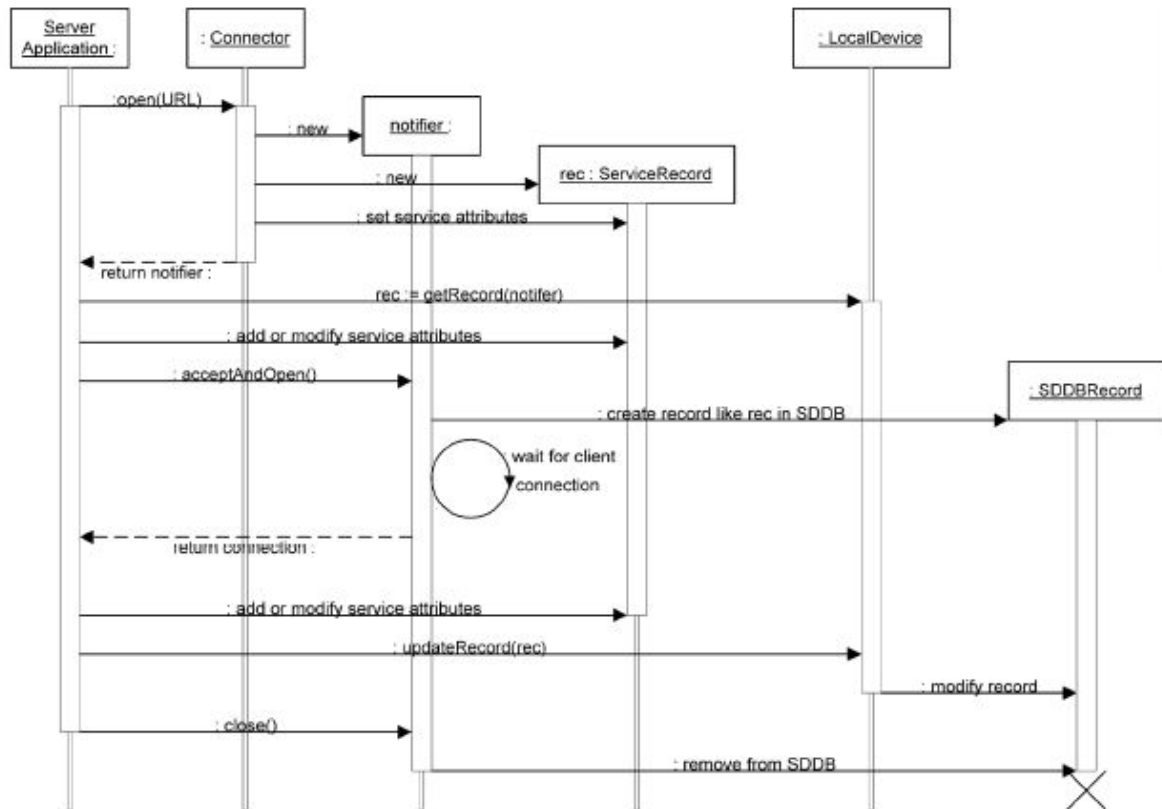 Server
Application :
: Connector
: LocalDevice
:open(URL)
: new
notifier :
: new
rec : ServiceRecord
: set service attributes
return notifier :
rec := getRecord(notifer)
: add or modify service attributes
: acceptAndOpen()
: SDDBRecord
: create record like rec in SDDB
: wait for client
connection
return connection :
: add or modify service attributes
: updateRecord(rec)
: modify record
: close()
: remove from SDDB